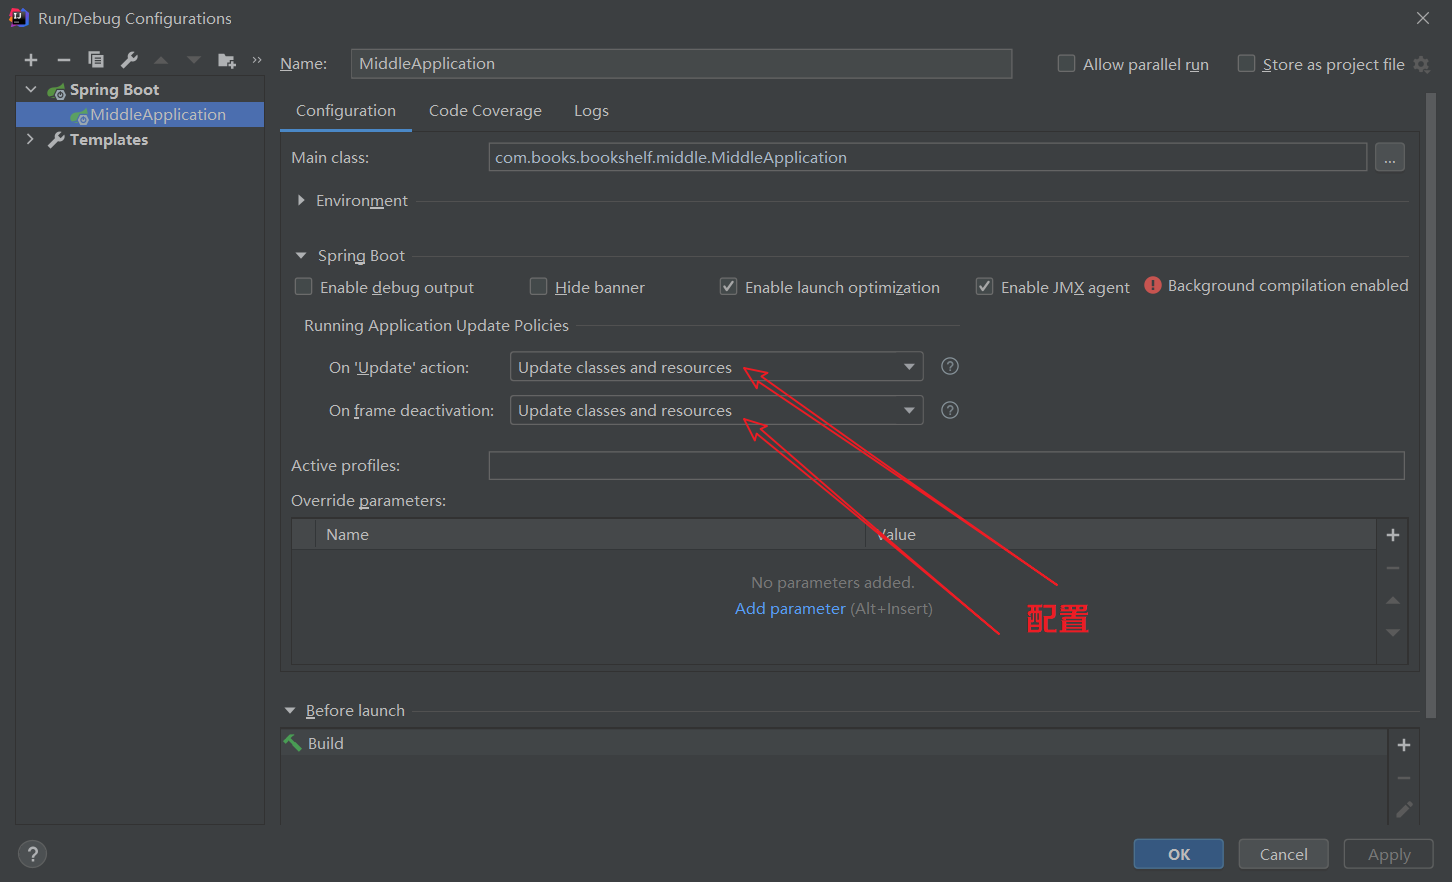 Run/Debug Configurations
Name: MiddleApplication Allow parallel run Store as project file
Spring Boot
MiddleApplication
Templates
Configuration Code Coverage Logs
Main class: com.books.bookshelf.middle.MiddleApplication ...
Environment
Spring Boot
Enable debug output Hide banner Enable launch optimization Enable JMX agent Background compilation enabled
Running Application Update Policies
On 'Update' action: Update classes and resources
On frame deactivation: Update classes and resources
Active profiles:
Override parameters:
Name Value
No parameters added.
Add parameter (Alt+Insert)
配置
Before launch
Build
OK Cancel Apply